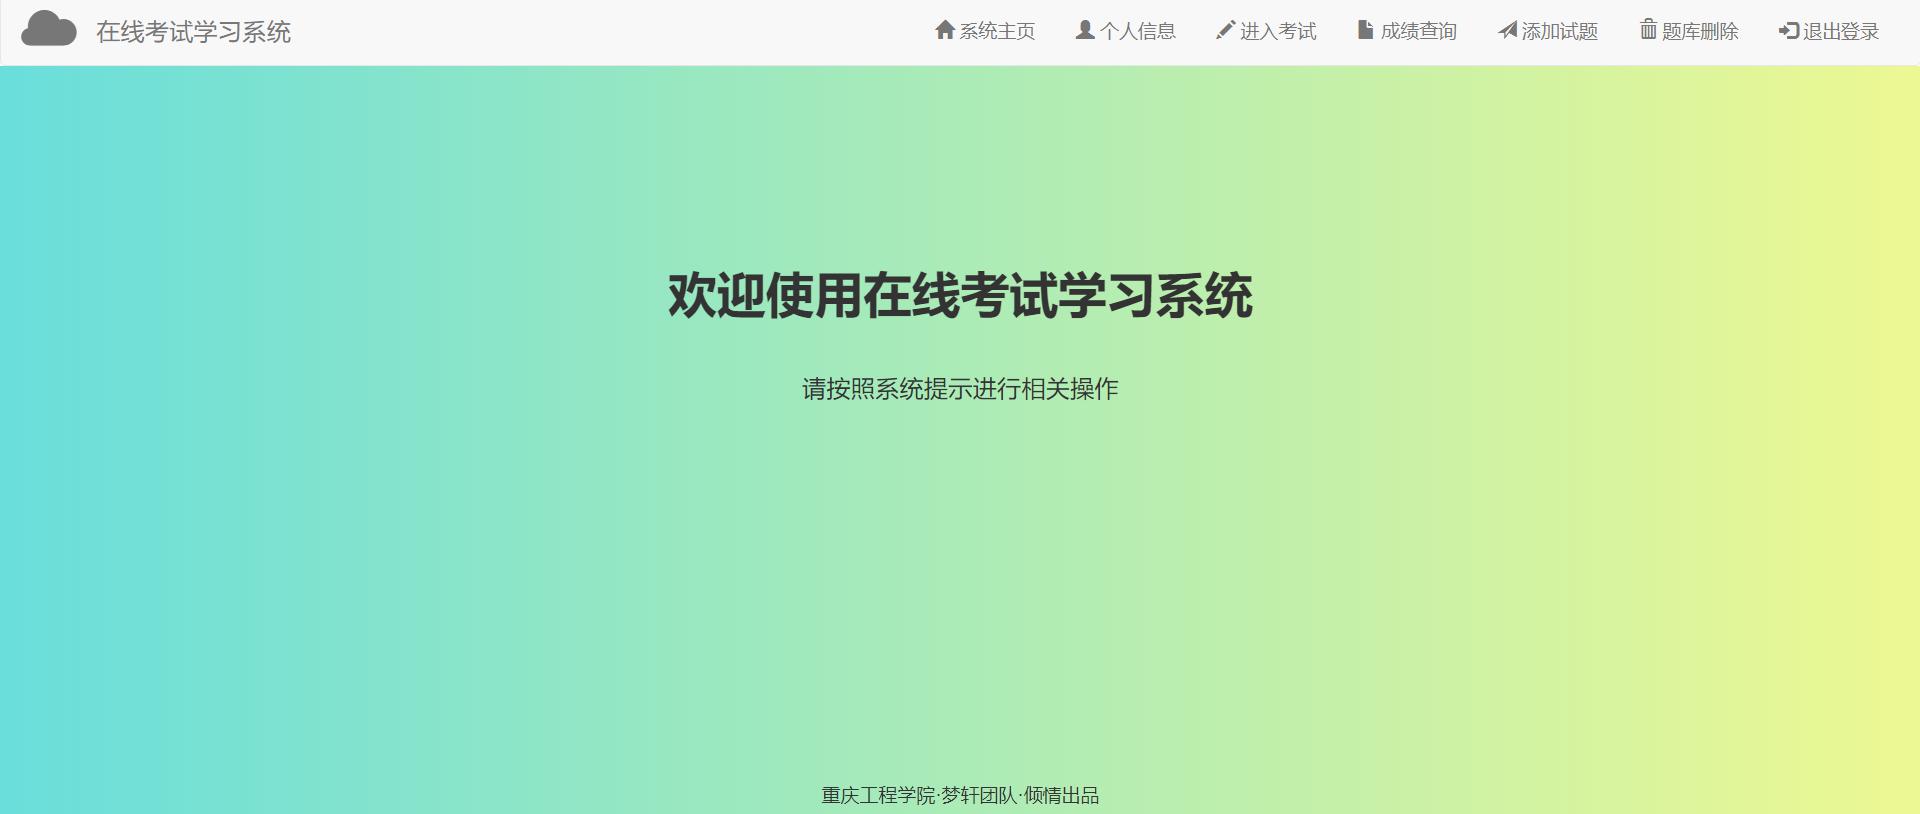 在线考试学习系统 系统主页 个人信息 进入考试 成绩查询 添加试题 题库删除 退出登录
欢迎使用在线考试学习系统
请按照系统提示进行相关操作
重庆工程学院·梦轩团队·倾情出品